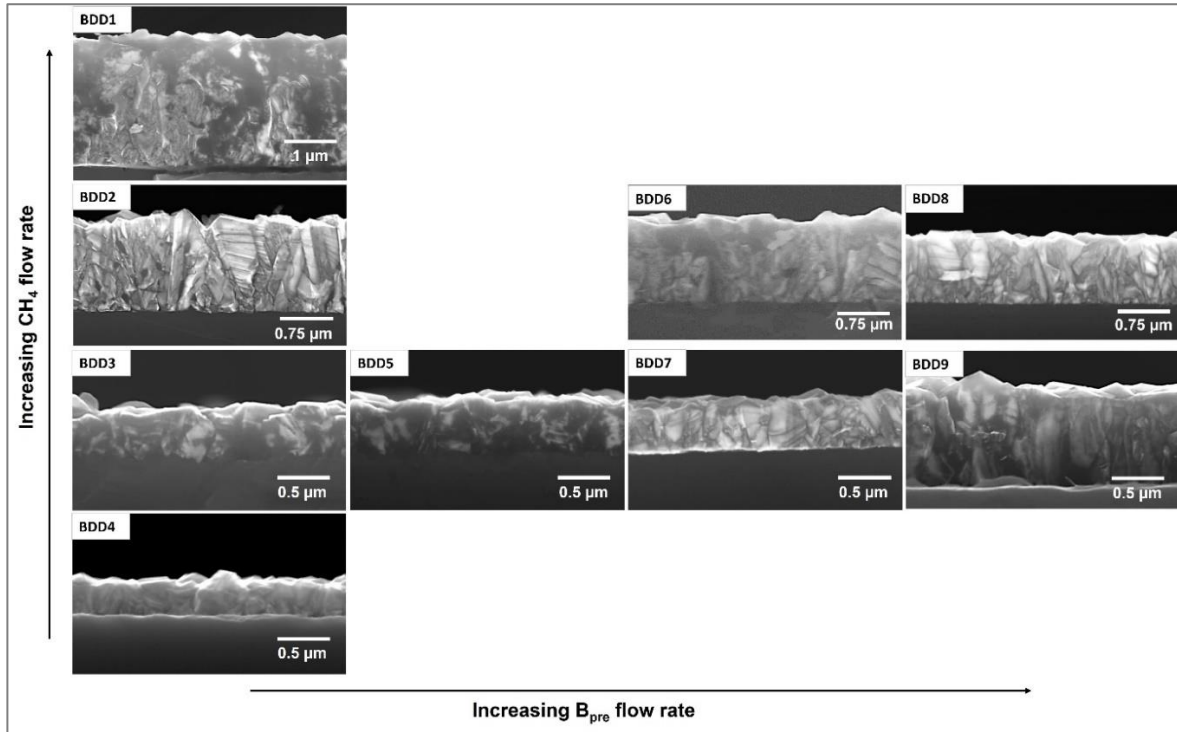 BDD1
1 µm
BDD2
0.75 µm
BDD6
0.75 µm
BDD8
0.75 µm
BDD3
0.5 µm
BDD5
0.5 µm
BDD7
0.5 µm
BDD9
0.5 µm
BDD4
0.5 µm
Increasing CH4 flow rate
Increasing Bpre flow rate